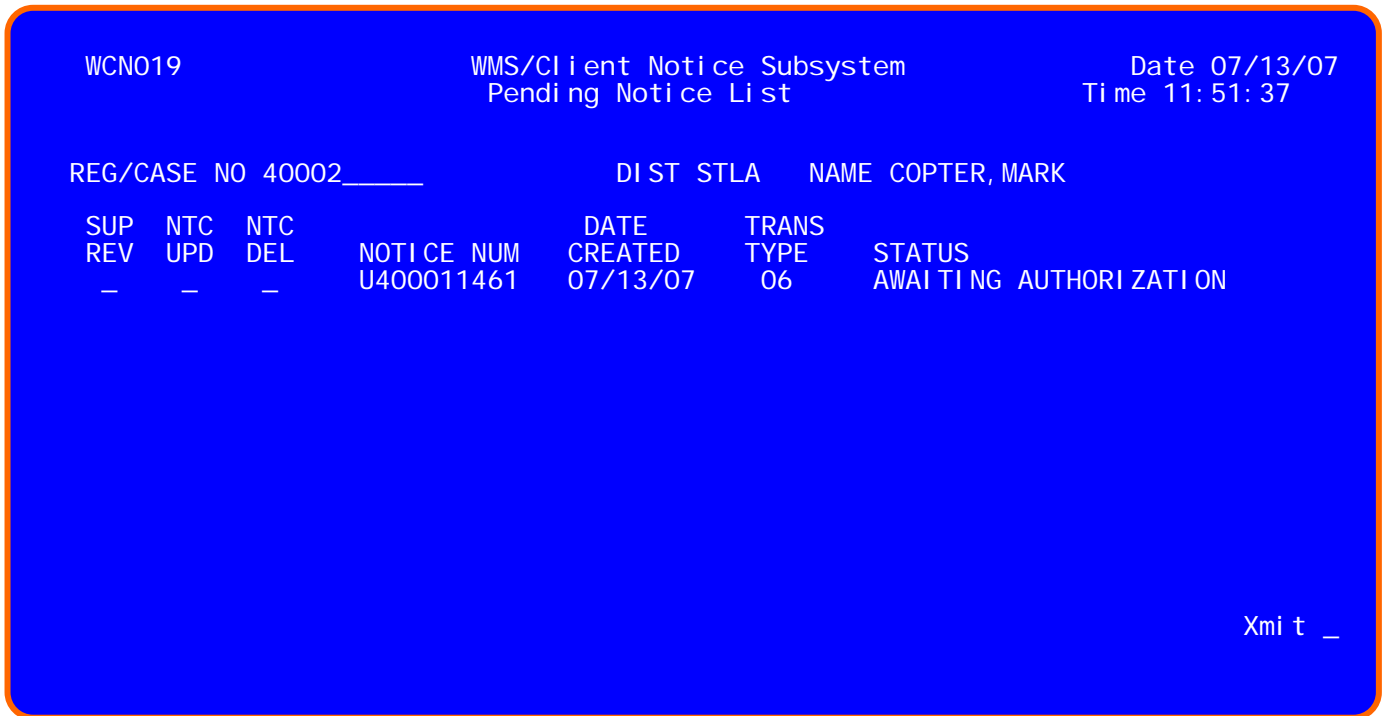 WCN019 WMS/Client Notice Subsystem Date 07/13/07
Pending Notice List Time 11:51:37
REG/CASE NO 40002_____ DIST STLA NAME COPTER,MARK
SUP NTC NTC DATE TRANS
REV UPD DEL NOTICE NUM CREATED TYPE STATUS
_ _ _ U400011461 07/13/07 06 AWAITING AUTHORIZATION
Xmit _